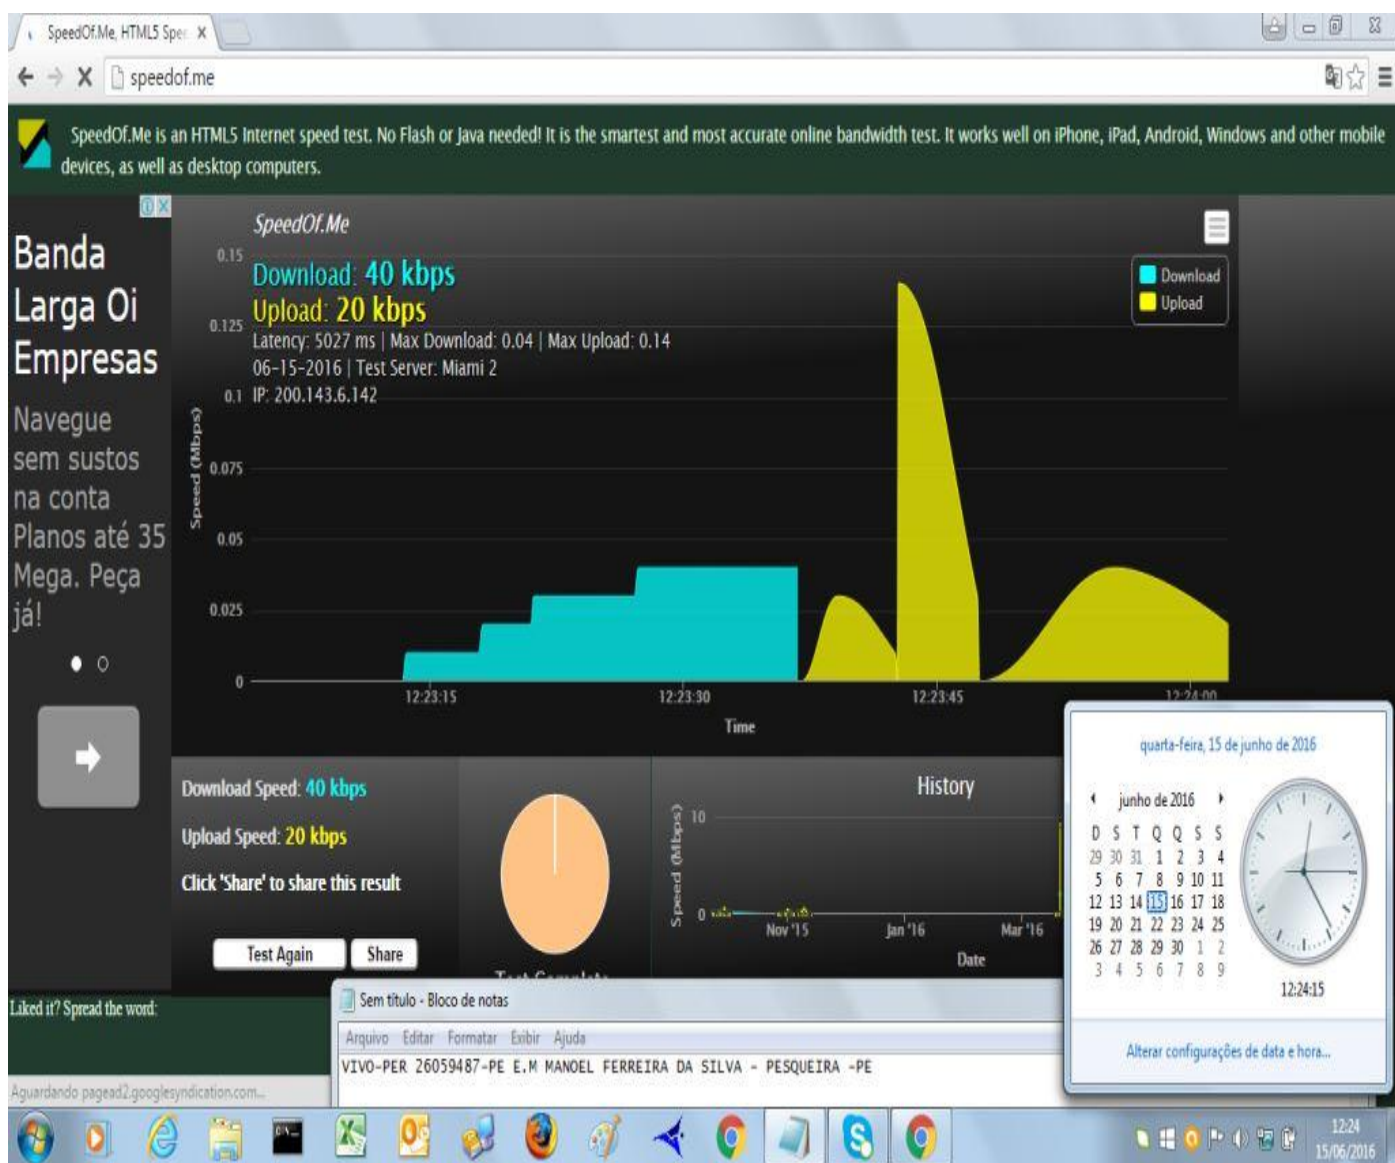 SpeedOf.Me, HTML5 Spee
speedof.me
SpeedOf.Me is an HTML5 Internet speed test. No Flash or Java needed! It is the smartest and most accurate online bandwidth test. It works well on iPhone, iPad, Android, Windows and other mobile
devices, as well as desktop computers.
Banda
Larga Oi
Empresas
Navegue
sem sustos
na conta
Planos até 35
Mega. Peça
já!
SpeedOf.Me
Download: 40 kbps
Upload: 20 kbps
Latency: 5027 ms | Max Download: 0.04 | Max Upload: 0.14
06-15-2016 | Test Server: Miami 2
IP: 200.143.6.142
Download
Upload
Speed (Mbps)
0.15
0.125
0.1
0.075
0.05
0.025
0
12:23:15 12:23:30 12:23:45 12:24:00
Time
Download Speed: 40 kbps
Upload Speed: 20 kbps
Click 'Share' to share this result
Test Again Share
Test Complete
History
Speed (Mbps)
10
0
Nov '15 Jan '16 Mar '16
Date
quarta-feira, 15 de junho de 2016
junho de 2016
D S T Q Q S S
29 30 31 1 2 3 4
5 6 7 8 9 10 11
12 13 14 15 16 17 18
19 20 21 22 23 24 25
26 27 28 29 30 1 2
3 4 5 6 7 8 9
12:24:15
Alterar configurações de data e hora...
Liked it? Spread the word:
Sem título - Bloco de notas
Arquivo Editar Formatar Exibir Ajuda
VIVO-PER 26059487-PE E.M MANOEL FERREIRA DA SILVA - PESQUEIRA -PE
Aguardando pagead2.googlesyndication.com...
12:24
15/06/2016